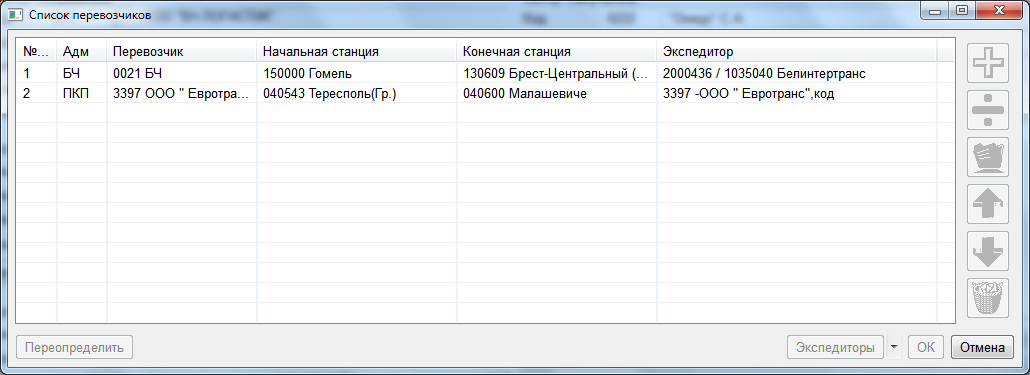 Список перевозчиков
№... Адм Перевозчик Начальная станция Конечная станция Экспедитор
1 БЧ 0021 БЧ 150000 Гомель 130609 Брест-Центральный (... 2000436 / 1035040 Белинтертранс
2 ПКП 3397 ООО " Евротра... 040543 Тересполь(Гр.) 040600 Малашевиче 3397 -ООО " Евротранс",код
Переопределить Экспедиторы ОК Отмена